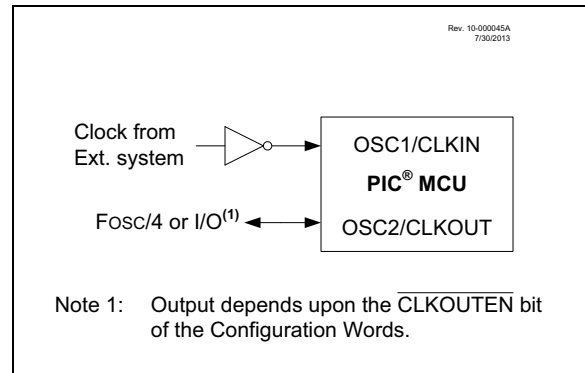 Rev. 10-000045A
7/30/2013
Clock from
Ext. system
OSC1/CLKIN
PIC® MCU
FOSC/4 or I/O(1)
OSC2/CLKOUT
Note 1: Output depends upon the CLKOUTEN bit
of the Configuration Words.